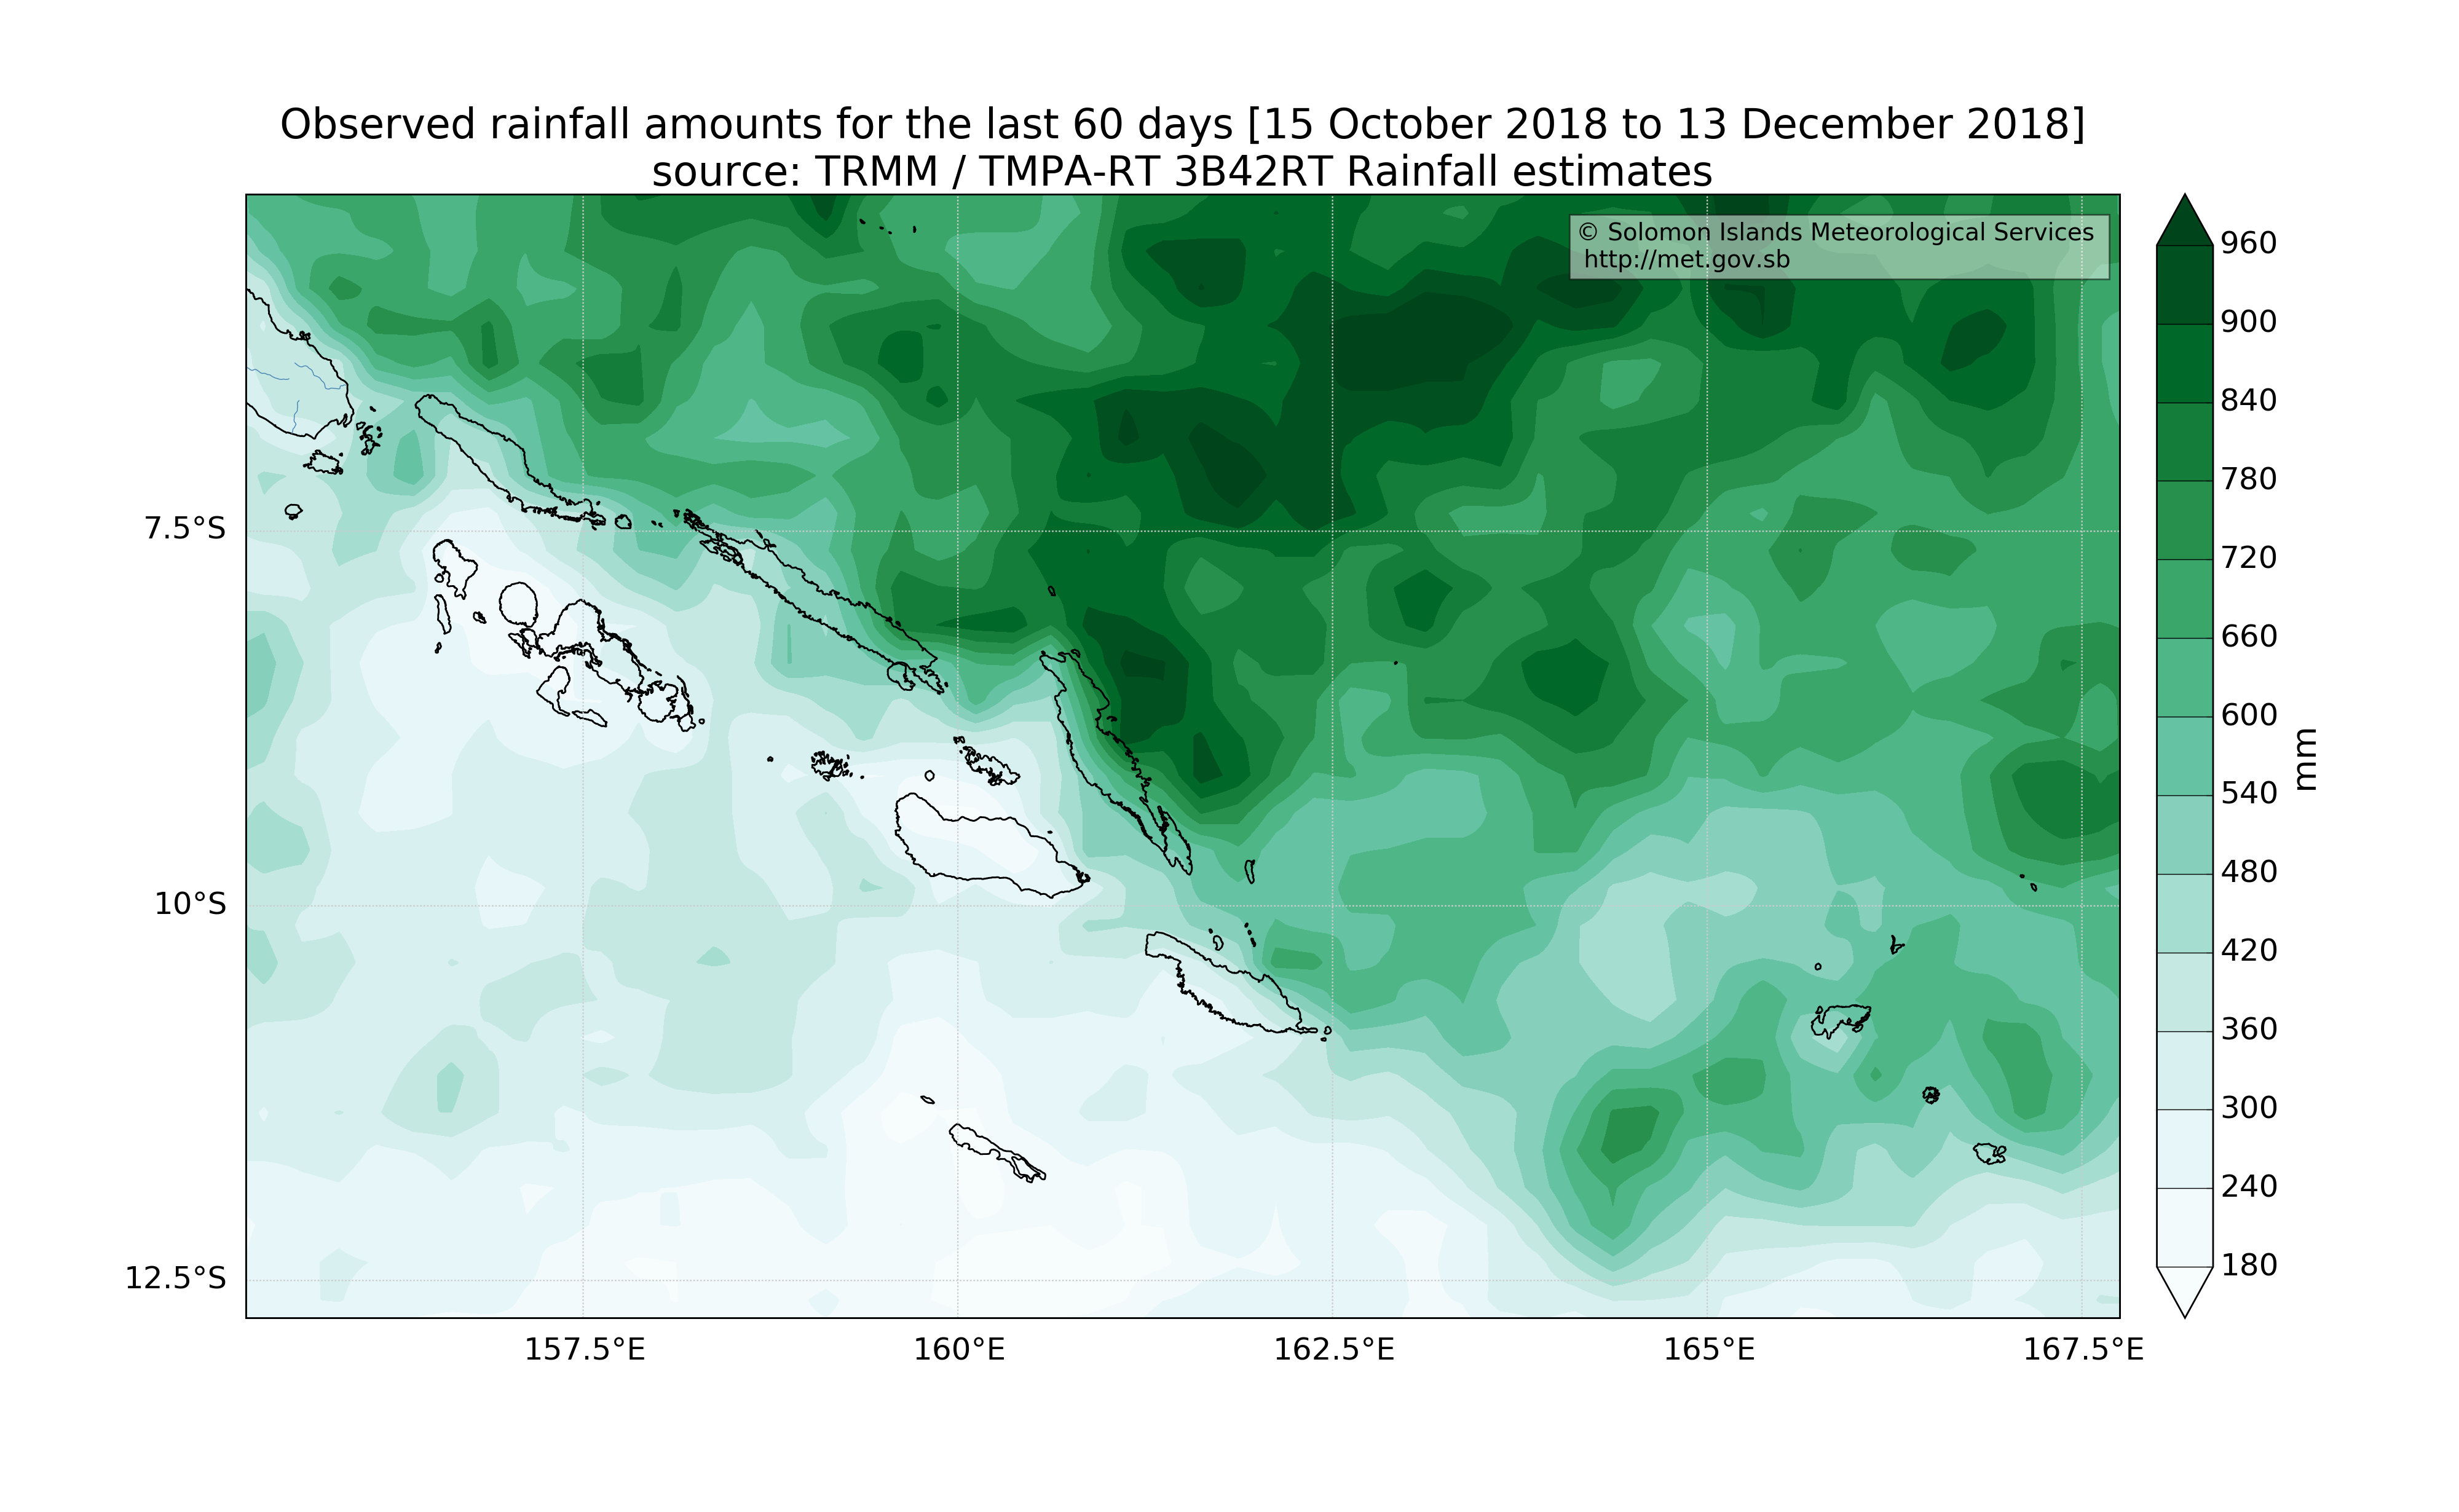 Observed rainfall amounts for the last 60 days [15 October 2018 to 13 December 2018]
source: TRMM / TMPA-RT 3B42RT Rainfall estimates
© Solomon Islands Meteorological Services
http://met.gov.sb
960
900
840
780
720
660
600
540
480
420
360
300
240
180
mm
7.5°S
10°S
12.5°S
157.5°E
160°E
162.5°E
165°E
167.5°E